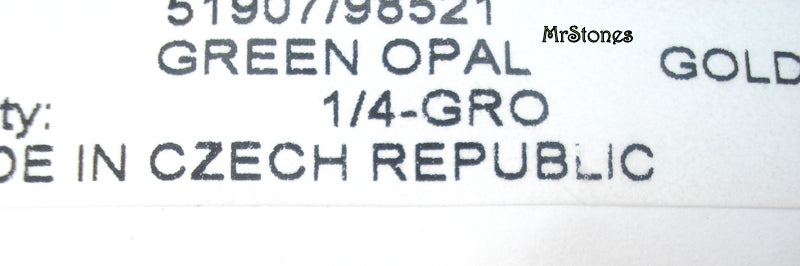 51907/98521
MrStones
GREEN OPAL GOLD
ty: 1/4-GRO
DE IN CZECH REPUBLIC